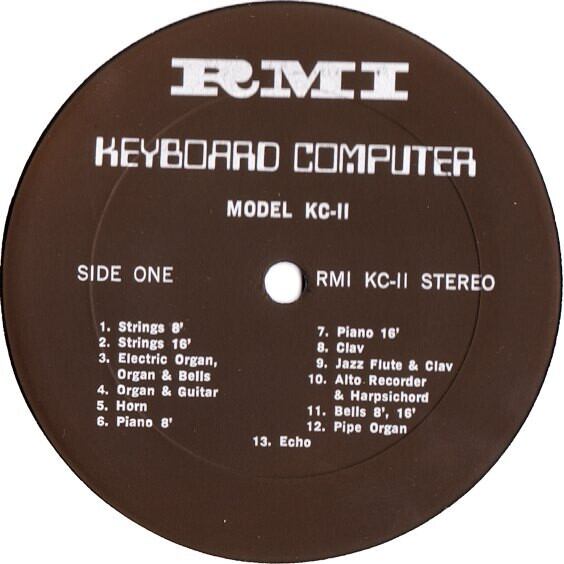 RMI
KEYBOARD COMPUTER
MODEL KC-II
SIDE ONE
RMI KC-II STEREO
1. Strings 8'
2. Strings 16'
3. Electric Organ,
Organ & Bells
4. Organ & Guitar
5. Horn
6. Piano 8'
7. Piano 16'
8. Clav
9. Jazz Flute & Clav
10. Alto Recorder
& Harpsichord
11. Bells 8', 16'
12. Pipe Organ
13. Echo